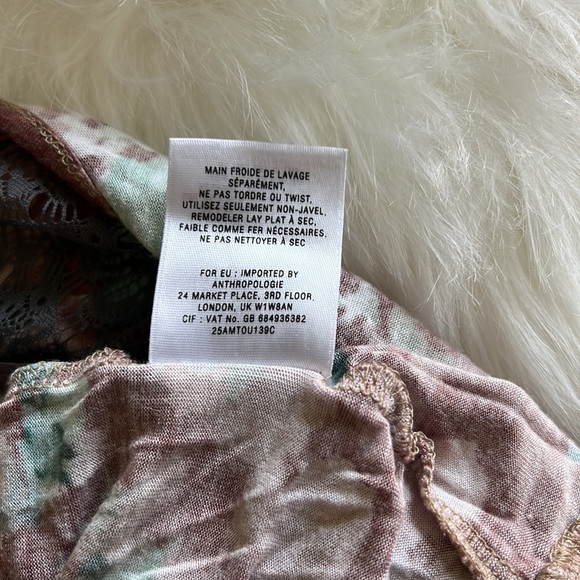 MAIN FROIDE DE LAVAGE
SÉPARÉMENT,
NE PAS TORDRE OU TWIST,
UTILISEZ SEULEMENT NON-JAVEL,
REMODELER LAY PLAT À SEC,
FAIBLE COMME FER NÉCESSAIRES,
NE PAS NETTOYER À SEC
FOR EU : IMPORTED BY
ANTHROPOLOGIE
24 MARKET PLACE, 3RD FLOOR,
LONDON, UK W1W8AN
CIF : VAT No. GB 684936382
25AMTOU139C